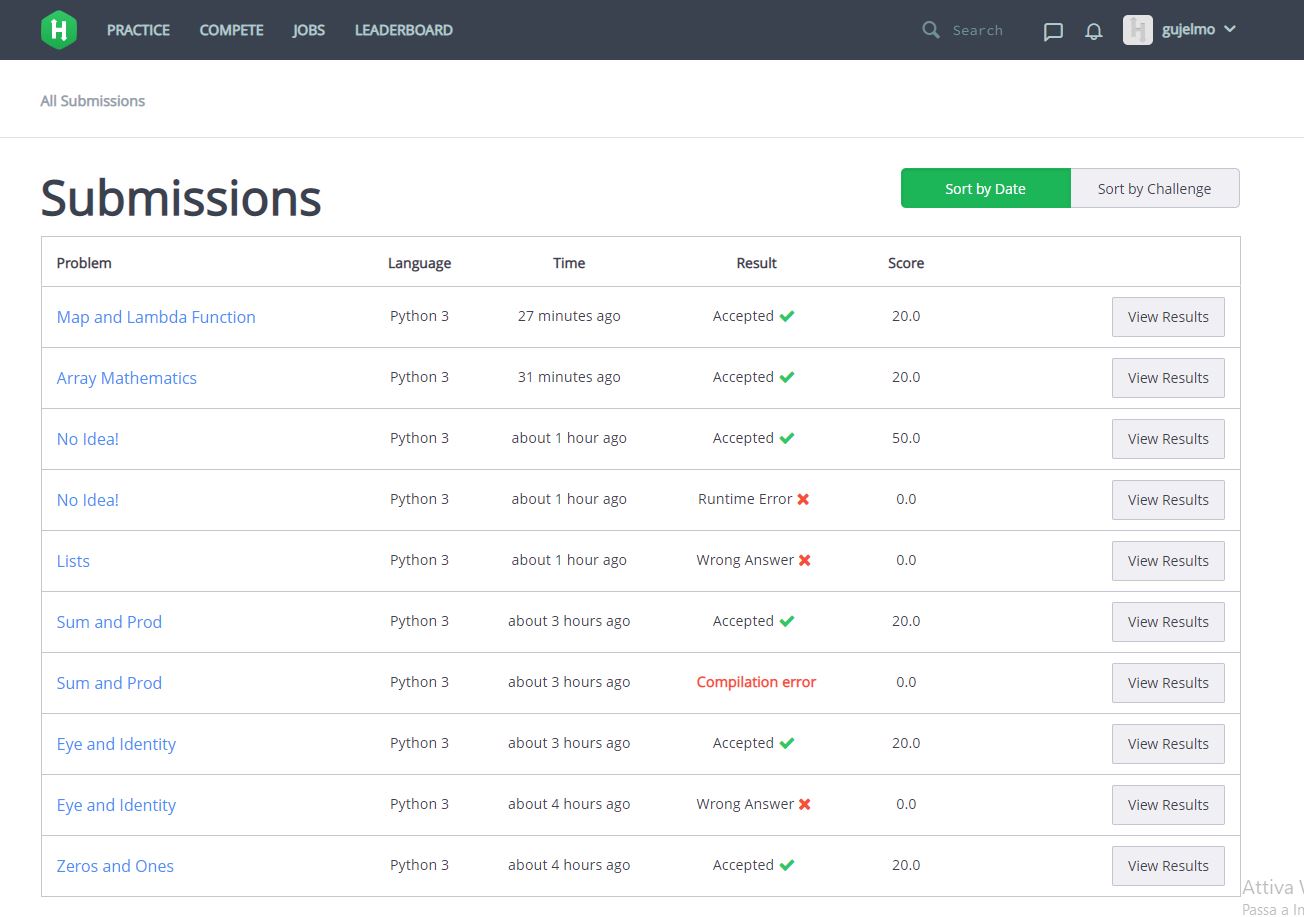 H PRACTICE COMPETE JOBS LEADERBOARD Search H gujelmo
All Submissions
Submissions Sort by Date Sort by Challenge
Problem Language Time Result Score
Map and Lambda Function Python 3 27 minutes ago Accepted 20.0 View Results
Array Mathematics Python 3 31 minutes ago Accepted 20.0 View Results
No Idea! Python 3 about 1 hour ago Accepted 50.0 View Results
No Idea! Python 3 about 1 hour ago Runtime Error 0.0 View Results
Lists Python 3 about 1 hour ago Wrong Answer 0.0 View Results
Sum and Prod Python 3 about 3 hours ago Accepted 20.0 View Results
Sum and Prod Python 3 about 3 hours ago Compilation error 0.0 View Results
Eye and Identity Python 3 about 3 hours ago Accepted 20.0 View Results
Eye and Identity Python 3 about 4 hours ago Wrong Answer 0.0 View Results
Zeros and Ones Python 3 about 4 hours ago Accepted 20.0 View Results
Attiva
Passa a